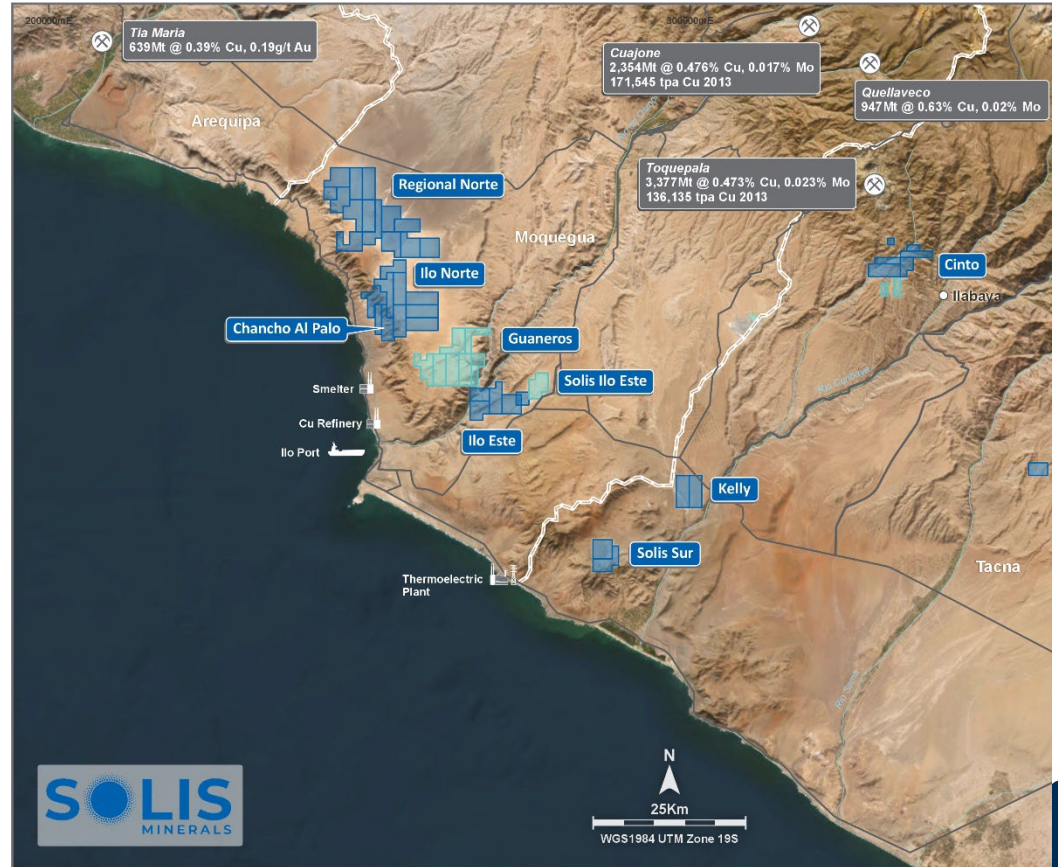 200000mE
300000mE
Tia Maria
639Mt @ 0.39% Cu, 0.19g/t Au
Cuajone
2,354Mt @ 0.476% Cu, 0.017% Mo
171,545 tpa Cu 2013
Quellaveco
947Mt @ 0.63% Cu, 0.02% Mo
Arequipa
Toquepala
3,377Mt @ 0.473% Cu, 0.023% Mo
136,135 tpa Cu 2013
Regional Norte
Moquegua
Ilo Norte
Cinto
Ilabaya
Chancho Al Palo
Guaneros
Smelter
Solis Ilo Este
Cu Refinery
Ilo Este
Ilo Port
Kelly
Solis Sur
Tacna
Thermoelectric
Plant
N
25Km
WGS1984 UTM Zone 19S
SOLIS
MINERALS